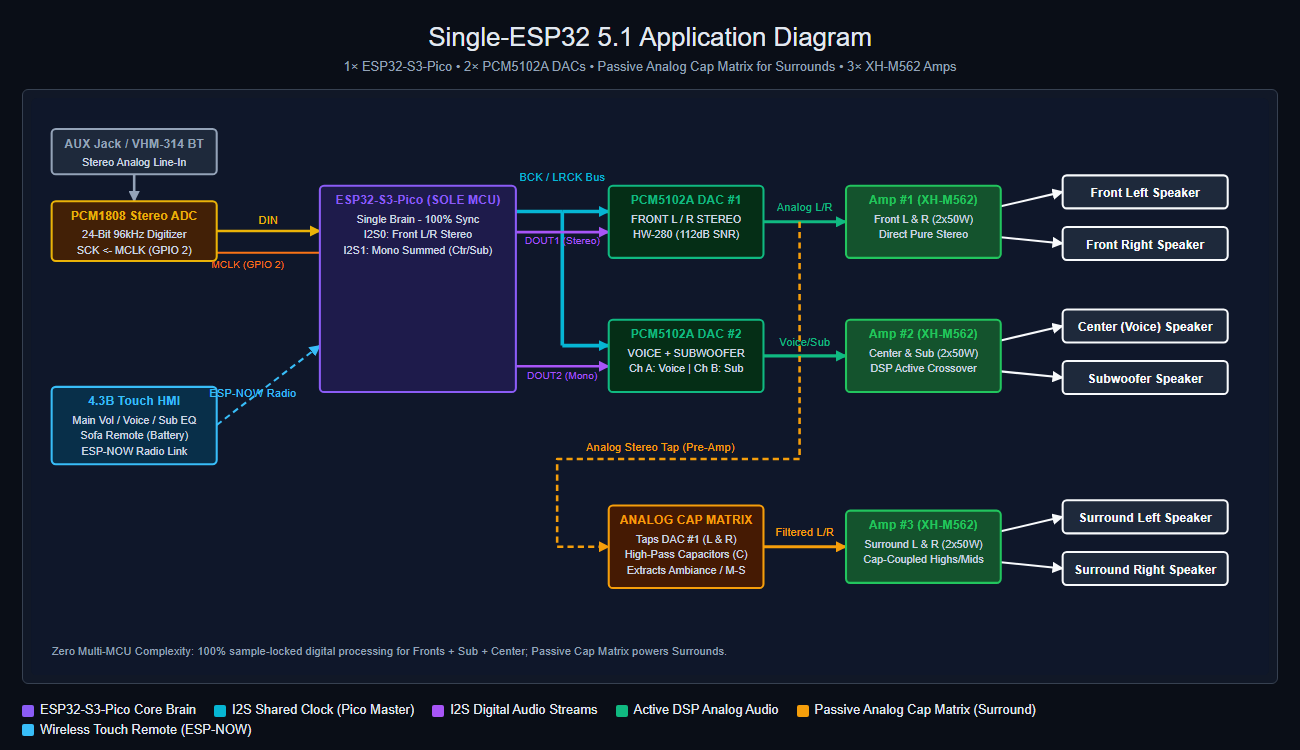 Single-ESP32 5.1 Application Diagram
1× ESP32-S3-Pico • 2× PCM5102A DACs • Passive Analog Cap Matrix for Surrounds • 3× XH-M562 Amps
AUX Jack / VHM-314 BT
Stereo Analog Line-In
PCM1808 Stereo ADC
24-Bit 96kHz Digitizer
SCK <- MCLK (GPIO 2)
DIN
MCLK (GPIO 2)
4.3B Touch HMI
Main Vol / Voice / Sub EQ
Sofa Remote (Battery)
ESP-NOW Radio Link
ESP-NOW Radio
ESP32-S3-Pico (SOLE MCU)
Single Brain - 100% Sync
I2S0: Front L/R Stereo
I2S1: Mono Summed (Ctr/Sub)
BCK / LRCK Bus
DOUT1 (Stereo)
DOUT2 (Mono)
PCM5102A DAC #1
FRONT L / R STEREO
HW-280 (112dB SNR)
Analog L/R
Amp #1 (XH-M562)
Front L & R (2x50W)
Direct Pure Stereo
Front Left Speaker
Front Right Speaker
PCM5102A DAC #2
VOICE + SUBWOOFER
Ch A: Voice | Ch B: Sub
Voice/Sub
Amp #2 (XH-M562)
Center & Sub (2x50W)
DSP Active Crossover
Center (Voice) Speaker
Subwoofer Speaker
Analog Stereo Tap (Pre-Amp)
ANALOG CAP MATRIX
Taps DAC #1 (L & R)
High-Pass Capacitors (C)
Extracts Ambiance / M-S
Filtered L/R
Amp #3 (XH-M562)
Surround L & R (2x50W)
Cap-Coupled Highs/Mids
Surround Left Speaker
Surround Right Speaker
Zero Multi-MCU Complexity: 100% sample-locked digital processing for Fronts + Sub + Center; Passive Cap Matrix powers Surrounds.
ESP32-S3-Pico Core Brain
I2S Shared Clock (Pico Master)
I2S Digital Audio Streams
Active DSP Analog Audio
Passive Analog Cap Matrix (Surround)
Wireless Touch Remote (ESP-NOW)